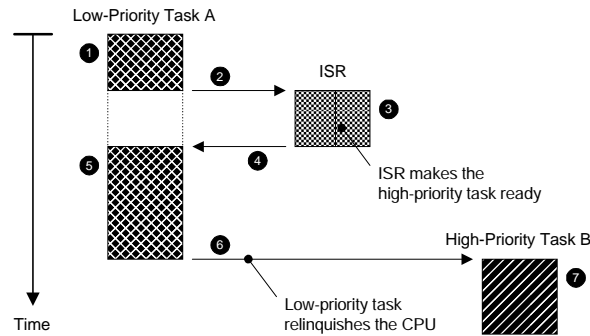 Low-Priority Task A
1
2
ISR
3
4
5
ISR makes the
high-priority task ready
6
High-Priority Task B
7
Low-priority task
relinquishes the CPU
Time